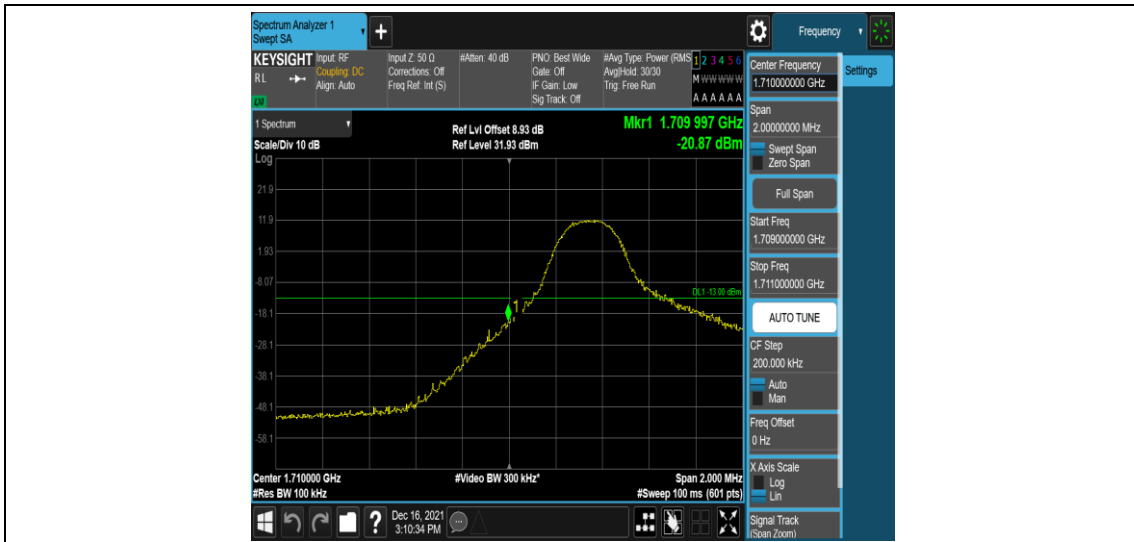 Spectrum Analyzer 1
Swept SA
+
Frequency
KEYSIGHT
RL
LXI
Input: RF
Coupling: DC
Align: Auto
Input Z: 50 Ω
Corrections: Off
Freq Ref: Int (S)
#Atten: 40 dB
PNO: Best Wide
Gate: Off
IF Gain: Low
Sig Track: Off
#Avg Type: Power (RMS
Avg|Hold: 30/30
Trig: Free Run
1 2 3 4 5 6
M W W W W W
A A A A A A
1 Spectrum
Scale/Div 10 dB
Log
Ref Lvl Offset 8.93 dB
Ref Level 31.93 dBm
Mkr1 1.709 997 GHz
-20.87 dBm
21.9
11.9
1.93
-8.07
-18.1
-28.1
-38.1
-48.1
-58.1
DL1 -13.00 dBm
1
Center 1.710000 GHz
#Res BW 100 kHz
#Video BW 300 kHz*
Span 2.000 MHz
#Sweep 100 ms (601 pts)
Center Frequency
1.710000000 GHz
Settings
Span
2.00000000 MHz
Swept Span
Zero Span
Full Span
Start Freq
1.709000000 GHz
Stop Freq
1.711000000 GHz
AUTO TUNE
CF Step
200.000 kHz
Auto
Man
Freq Offset
0 Hz
X Axis Scale
Log
Lin
Signal Track
(Span Zoom)
?
Dec 16, 2021
3:10:34 PM